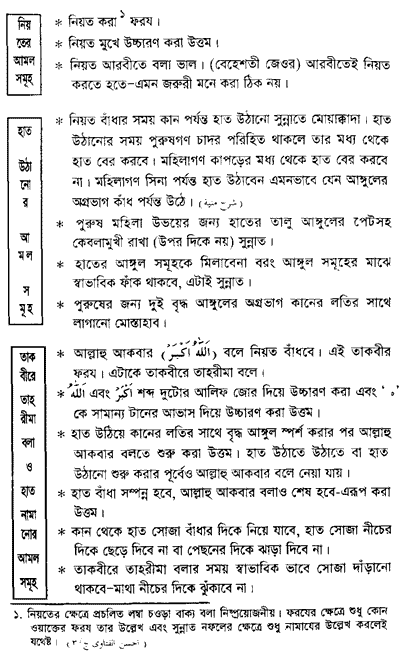 নিয়
তের
আমল
সমূহ
* নিয়ত করা¹ ফরয।
* নিয়ত মুখে উচ্চারণ করা উত্তম।
* নিয়ত আরবীতে বলা ভাল। (বেহেশতী জেওর) আরবীতেই নিয়ত
করতে হতে–এমন জরুরী মনে করা ঠিক নয়।
হাত
উঠা
নো
র
আ
মল
স
মূহ
* নিয়ত বাঁধার সময় কান পর্যন্ত হাত উঠানো সুন্নাতে মোয়াক্কাদা। হাত
উঠানোর সময় পুরুষগণ চাদর পরিহিত থাকলে তার মধ্য থেকে
হাত বের করবে। মহিলাগণ কাপড়ের মধ্য থেকে হাত বের করবে
না। মহিলাগণ সিনা পর্যন্ত হাত উঠাবেন এমনভাবে যেন আঙ্গুলের
অগ্রভাগ কাঁধ পর্যন্ত উঠে। (شرح منية)
* পুরুষ মহিলা উভয়ের জন্য হাতের তালু আঙ্গুলের পেটসহ
কেবলামুখী রাখা (উপর দিকে নয়) সুন্নাত।
* হাতের আঙ্গুল সমূহকে মিলাবেনা বরং আঙ্গুল সমূহের মাঝে
স্বাভাবিক ফাঁক থাকবে, এটাই সুন্নাত।
* পুরুষের জন্য দুই বৃদ্ধ আঙ্গুলের অগ্রভাগ কানের লতির সাথে
লাগানো মোস্তাহাব।
তাক
বীরে
তাহ্
রীমা
বলা
ও
হাত
নামা
নোর
আমল
সমূহ
* আল্লাহু আকবার (اَللّٰهُ اَكْبَرُ) বলে নিয়ত বাঁধবে। এই তাকবীর
ফরয। এটাকে তাকবীরে তাহরীমা বলে।
* اَللّٰهُ এবং اَكْبَرُ শব্দ দুটোর আলিফ জোর দিয়ে উচ্চারণ করা এবং '‍ہ'
কে সামান্য টানের আভাস দিয়ে উচ্চারণ করা উত্তম।
* হাত উঠিয়ে কানের লতির সাথে বৃদ্ধ আঙ্গুল স্পর্শ করার পর আল্লাহু
আকবার বলতে শুরু করা উত্তম। হাত উঠাতে উঠাতে বা হাত
উঠানো শুরু করার পূর্বেও আল্লাহু আকবার বলে নেয়া যায়।
* হাত বাঁধা সম্পন্ন হবে, আল্লাহু আকবার বলাও শেষ হবে–এরূপ করা
উত্তম।
* কান থেকে হাত সোজা বাঁধার দিকে নিয়ে যাবে, হাত সোজা নীচের
দিকে ছেড়ে দিবে না বা পেছনের দিকে ঝাড়া দিবে না।
* তাকবীরে তাহরীমা বলার সময় স্বাভাবিক ভাবে সোজা দাঁড়ানো
থাকবে–মাথা নীচের দিকে ঝুঁকাবে না।
১. নিয়তের ক্ষেত্রে প্রচলিত লম্বা চওড়া বাক্য বলা নিষ্প্রয়োজনীয়। ফরযের ক্ষেত্রে শুধু কোন
ওয়াক্তের ফরয তার উল্লেখ এবং সুন্নাত নফলের ক্ষেত্রে শুধু নামাযের উল্লেখ করলেই
যথেষ্ট। (احسن الفتاوى ج/٣)